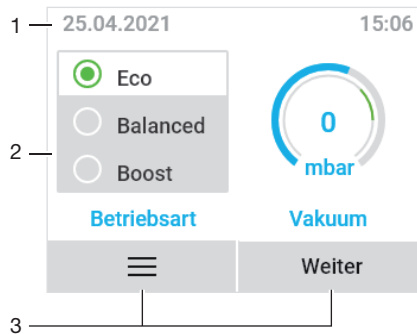 1
25.04.2021 15:06
Eco
Balanced
Boost
2
0
mbar
Betriebsart Vakuum
Weiter
3